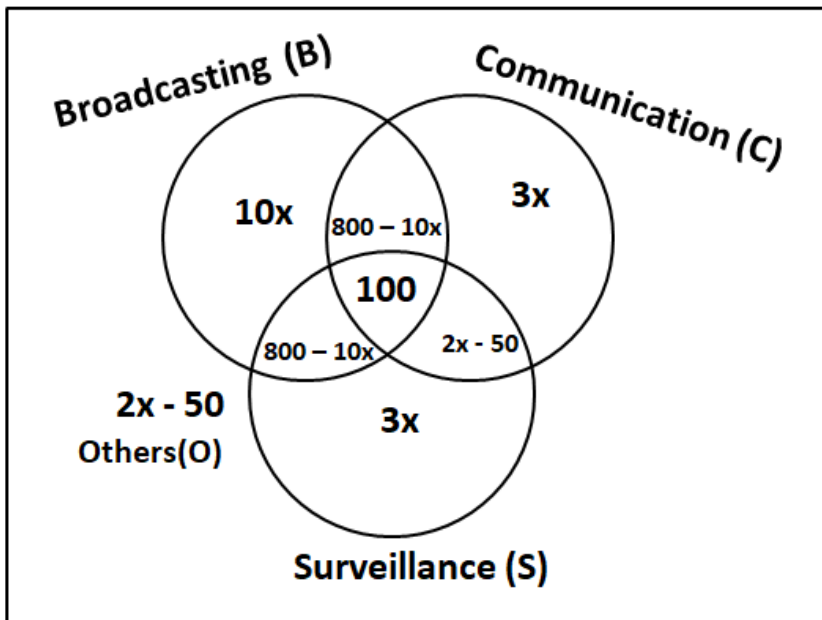 Broadcasting (B)
Communication (C)
10x
3x
800 – 10x
100
800 – 10x
2x - 50
2x - 50
Others(O)
3x
Surveillance (S)